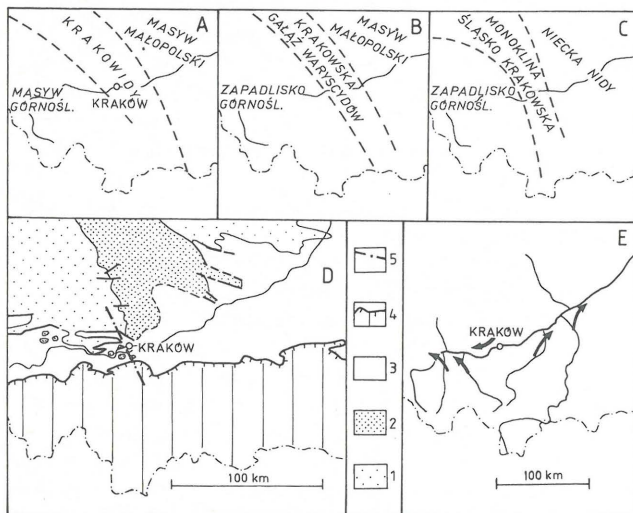 A
KRAKOWIDY
MASYW
MAŁOPOLSKI
MASYW
GÓRNOŚL.
KRAKÓW
B
KRAKOWSKA
GAŁĄŹ WARYSCYDÓW
MASYW
MAŁOPOLSKI
ZAPADLISKO
GÓRNOŚL.
C
MONOKLINA
ŚLĄSKO KRAKOWSKA
NIECKA NIDY
ZAPADLISKO
GÓRNOŚL.
D
KRAKÓW
100 km
5
4
3
2
1
E
KRAKÓW
100 km